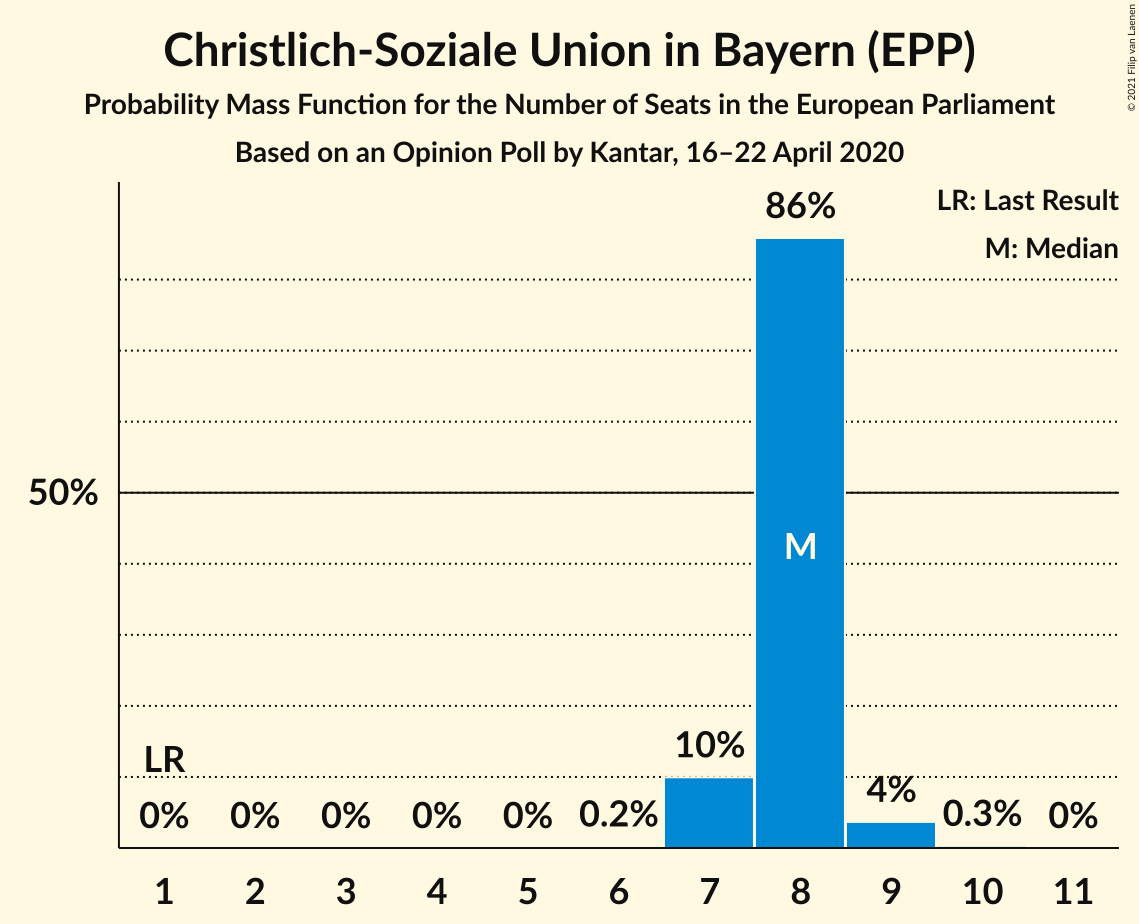 Christlich-Soziale Union in Bayern (EPP)
Probability Mass Function for the Number of Seats in the European Parliament
Based on an Opinion Poll by Kantar, 16–22 April 2020
© 2021 Filip van Laenen
LR: Last Result
M: Median
86%
50%
M
LR
10%
0% 0% 0% 0% 0% 0.2% 4% 0.3% 0%
1 2 3 4 5 6 7 8 9 10 11